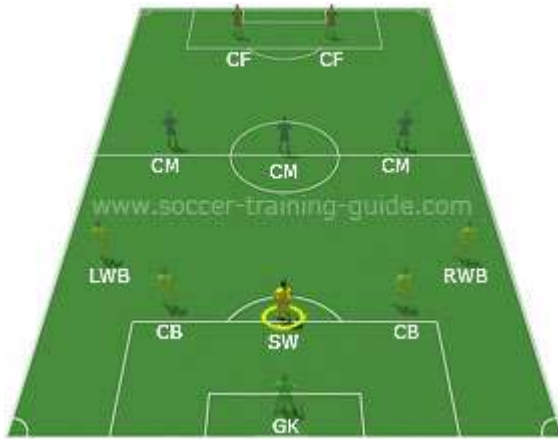 CF CF
CM CM CM
www.soccer-training-guide.com
LWB RWB
CB SW CB
GK